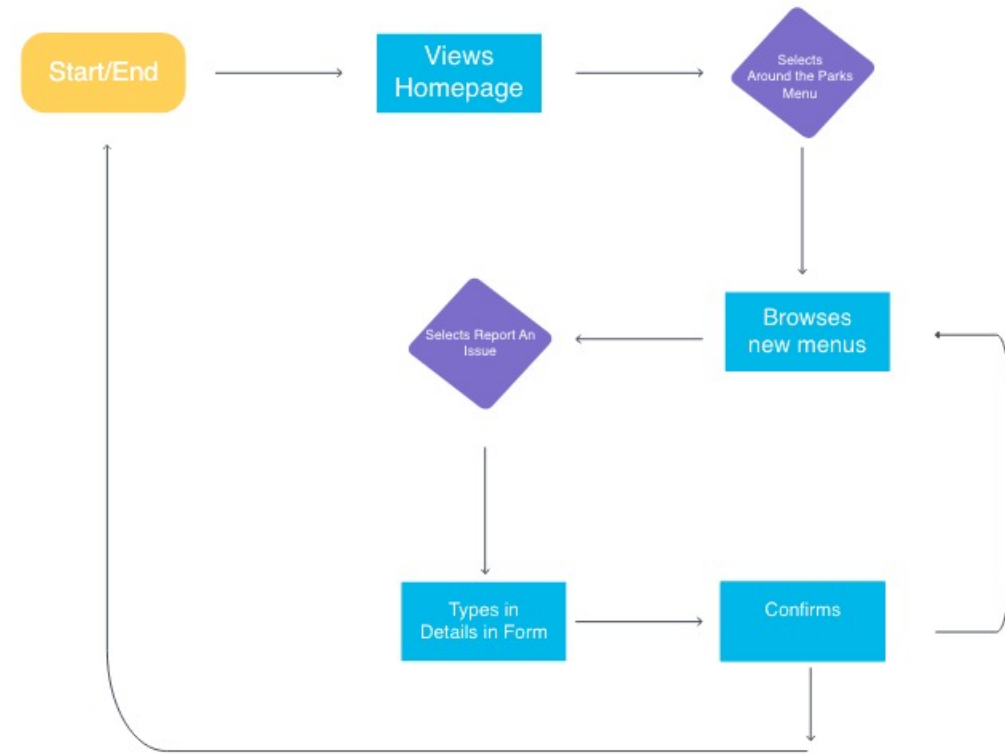 Start/End
Views
Homepage
Selects
Around the Parks
Menu
Browses
new menus
Selects Report An
Issue
Types in
Details in Form
Confirms